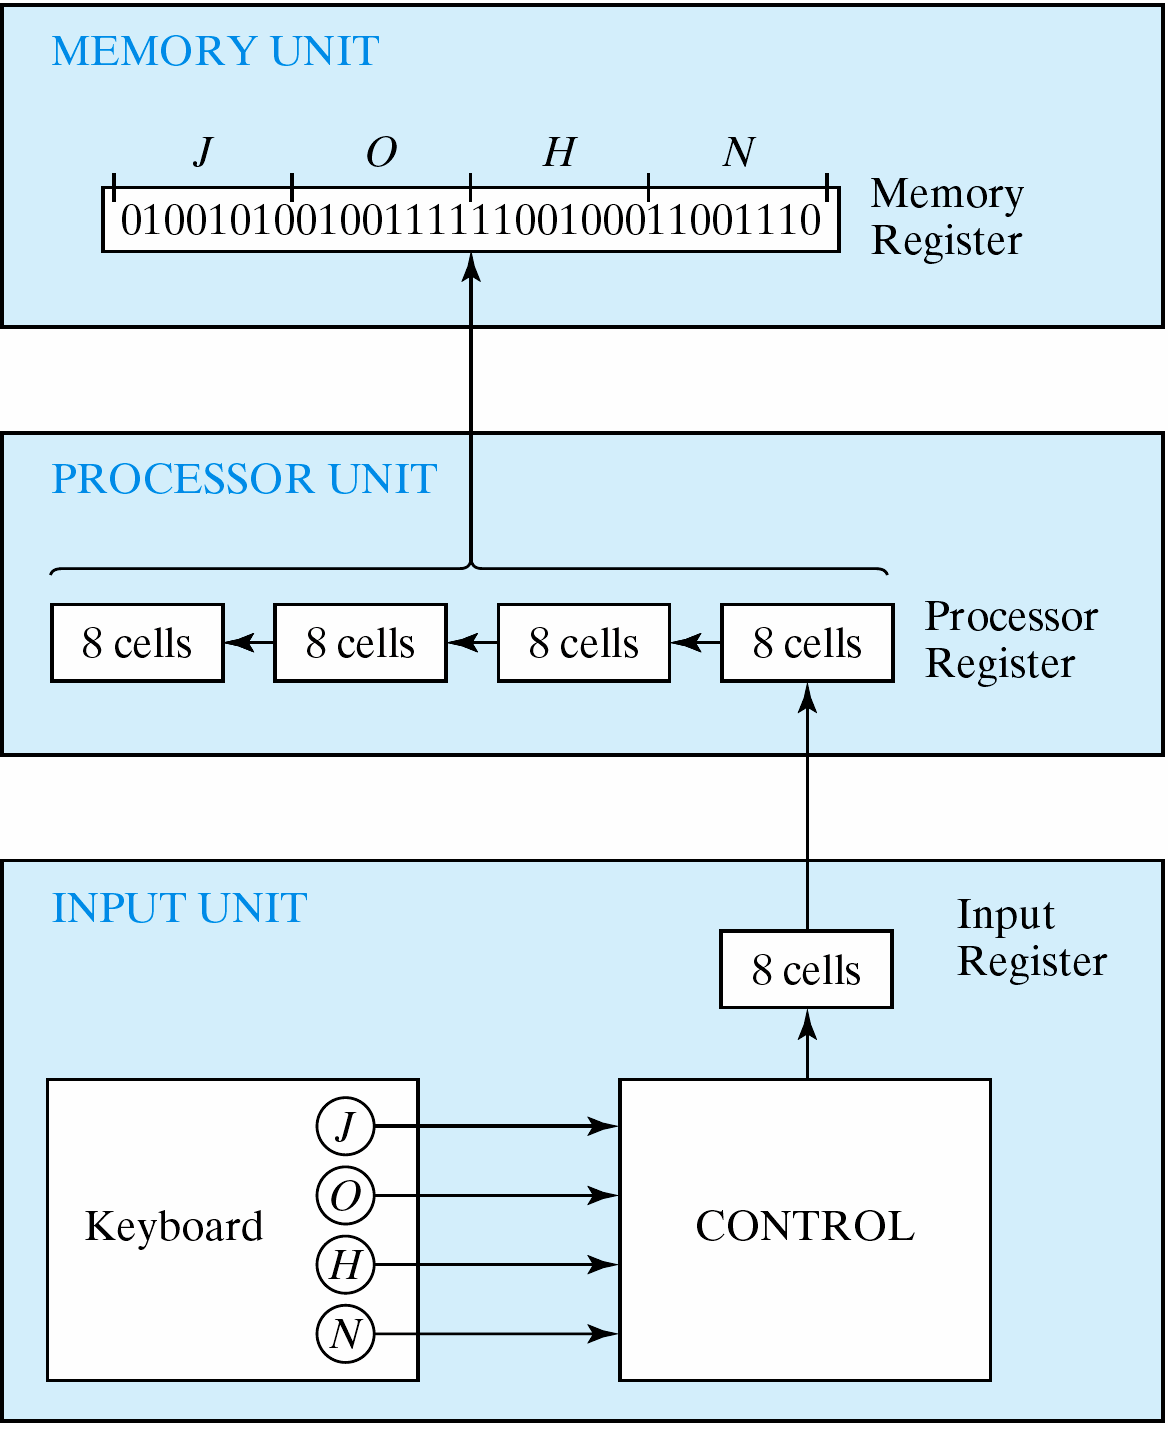 MEMORY UNIT
J O H N
01001010010011111100100011001110
Memory
Register
PROCESSOR UNIT
8 cells 8 cells 8 cells 8 cells
Processor
Register
INPUT UNIT
Input
Register
8 cells
J
O
Keyboard
CONTROL
H
N